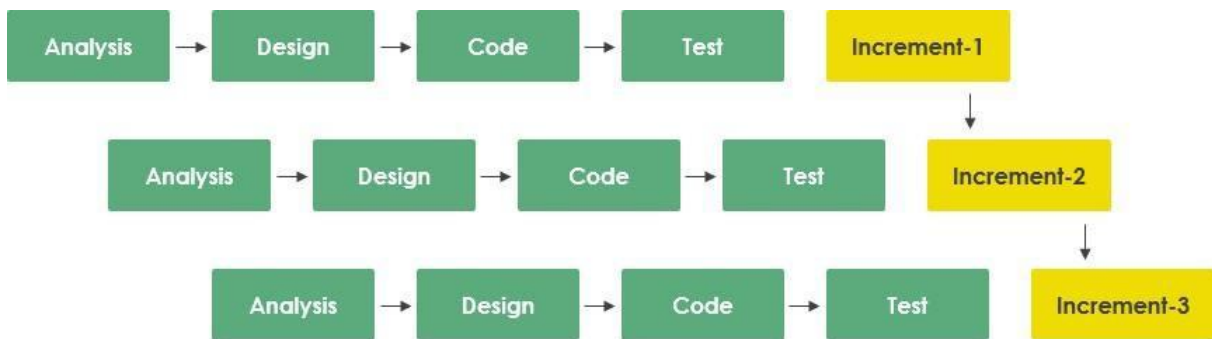 Analysis Design Code Test Increment-1
Analysis Design Code Test Increment-2
Analysis Design Code Test Increment-3